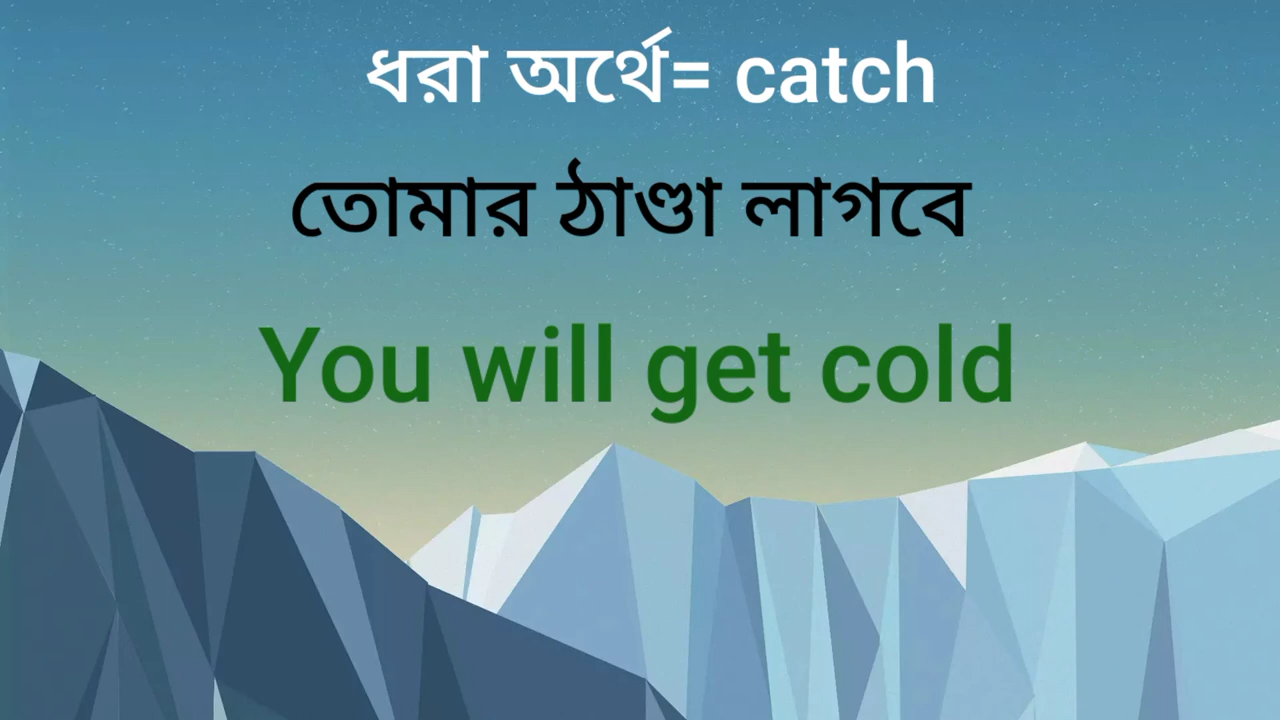 ধরা অর্থে= catch
তোমার ঠাণ্ডা লাগবে
You will get cold